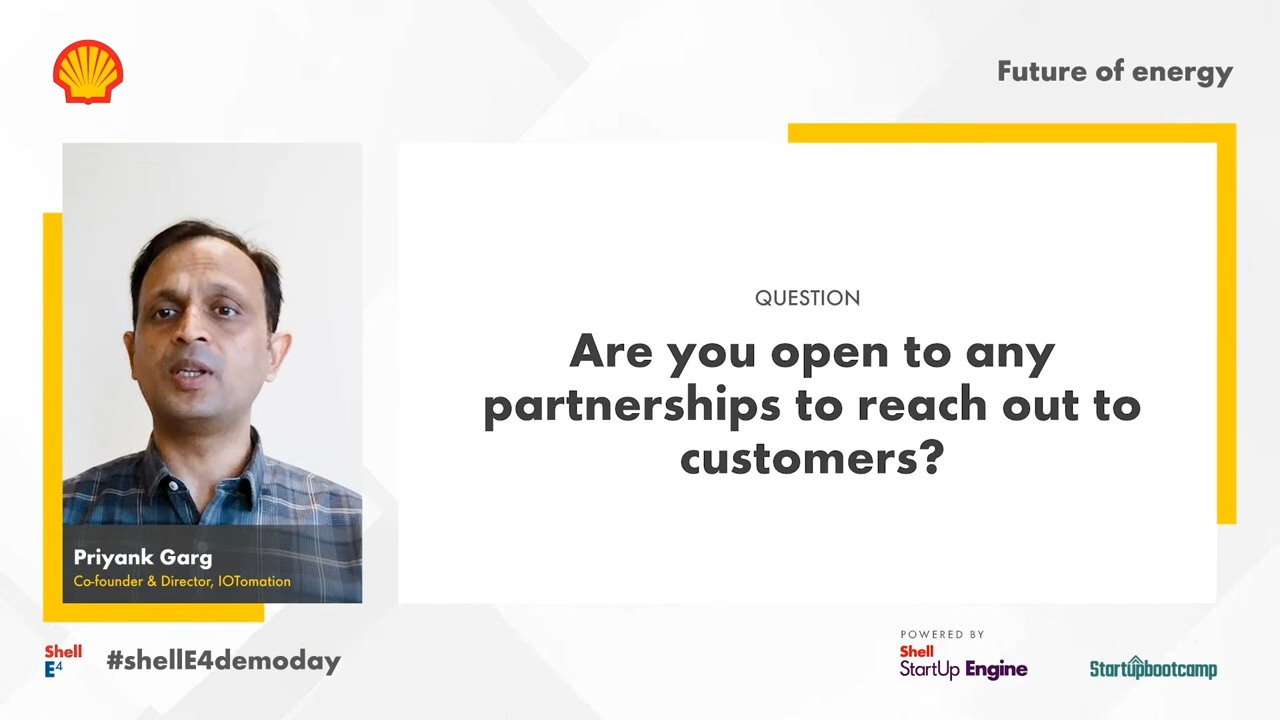 Future of energy
QUESTION
Are you open to any
partnerships to reach out to
customers?
Priyank Garg
Co-founder & Director, IOTomation
Shell
E4
#shellE4demoday
POWERED BY
Shell
StartUp Engine
Startupbootcamp